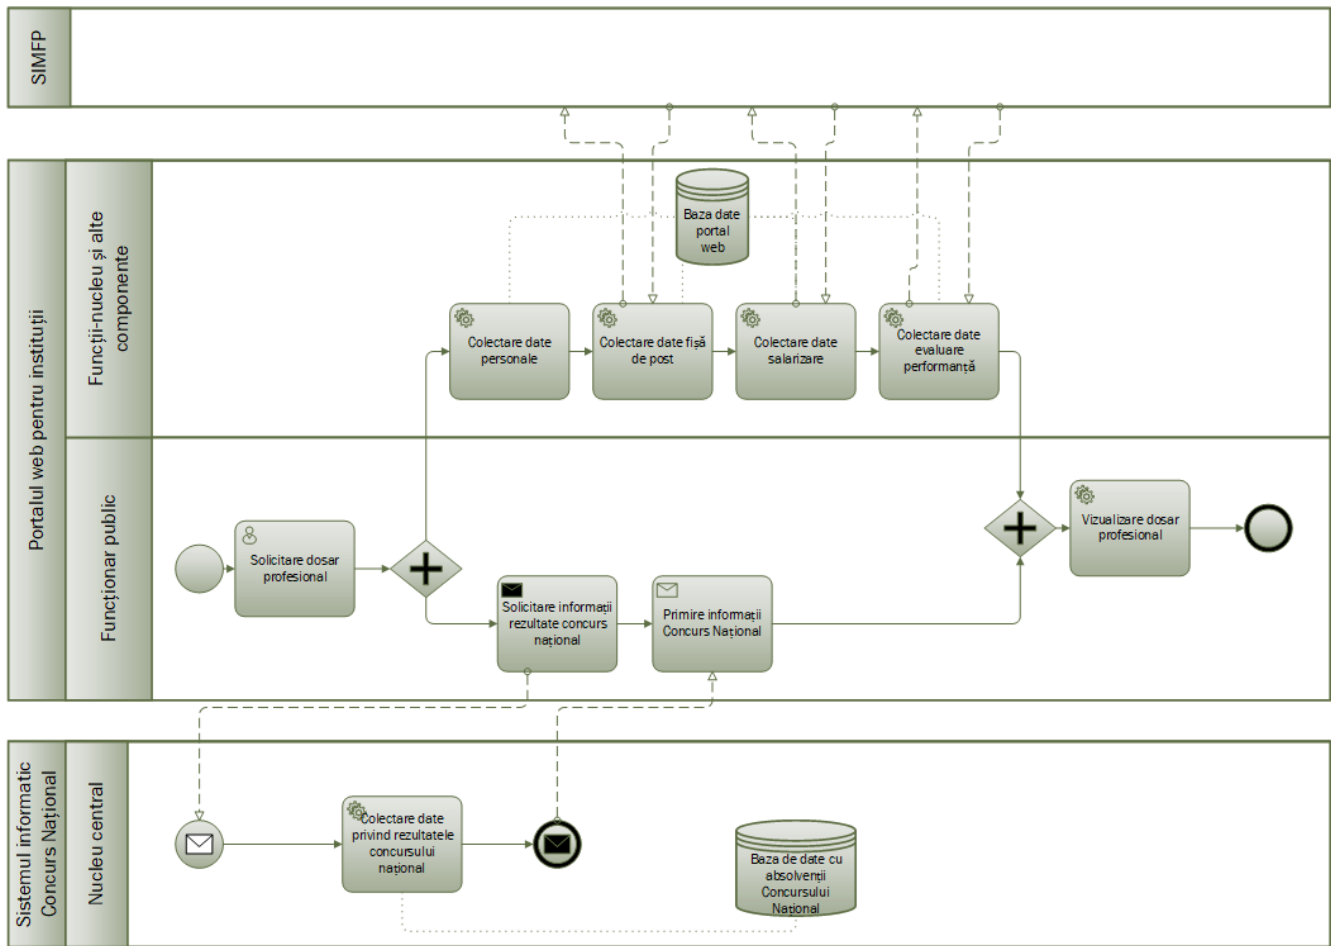 SIMFP
Portalul web pentru instituții
Funcții-nucleu și alte
componente
Baza date
portal
web
Colectare date
personale
Colectare date fișă
de post
Colectare date
salarizare
Colectare date
evaluare
performanță
Funcționar public
Solicitare dosar
profesional
Solicitare informații
rezultate concurs
național
Primire informații
Concurs Național
Vizualizare dosar
profesional
Sistemul informatic
Concurs Național
Nucleu central
Colectare date
privind rezultatele
concursului
național
Baza de date cu
absolvenții
Concursului
Național